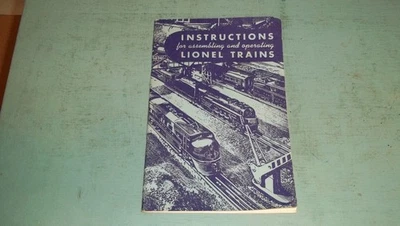 INSTRUCTIONS
for assembling and operating
LIONEL TRAINS